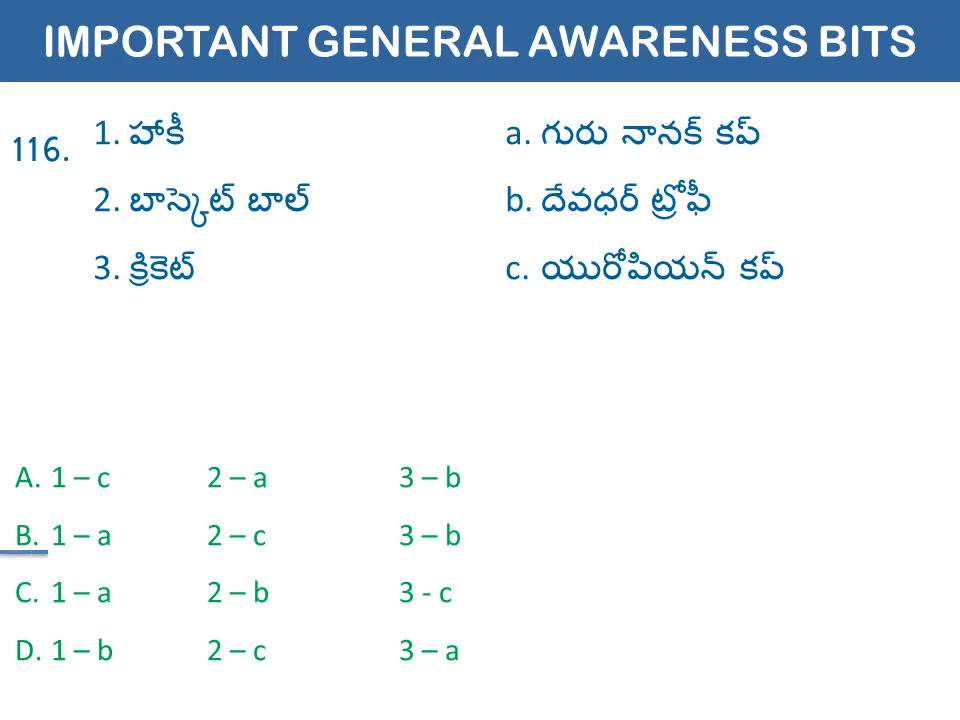 IMPORTANT GENERAL AWARENESS BITS
116. 1. హాకీ a. గురు నానక్ కప్
2. బాస్కెట్ బాల్ b. దేవధర్ ట్రోఫీ
3. క్రికెట్ c. యురోపియన్ కప్
A. 1 – c 2 – a 3 – b
B. 1 – a 2 – c 3 – b
C. 1 – a 2 – b 3 - c
D. 1 – b 2 – c 3 – a